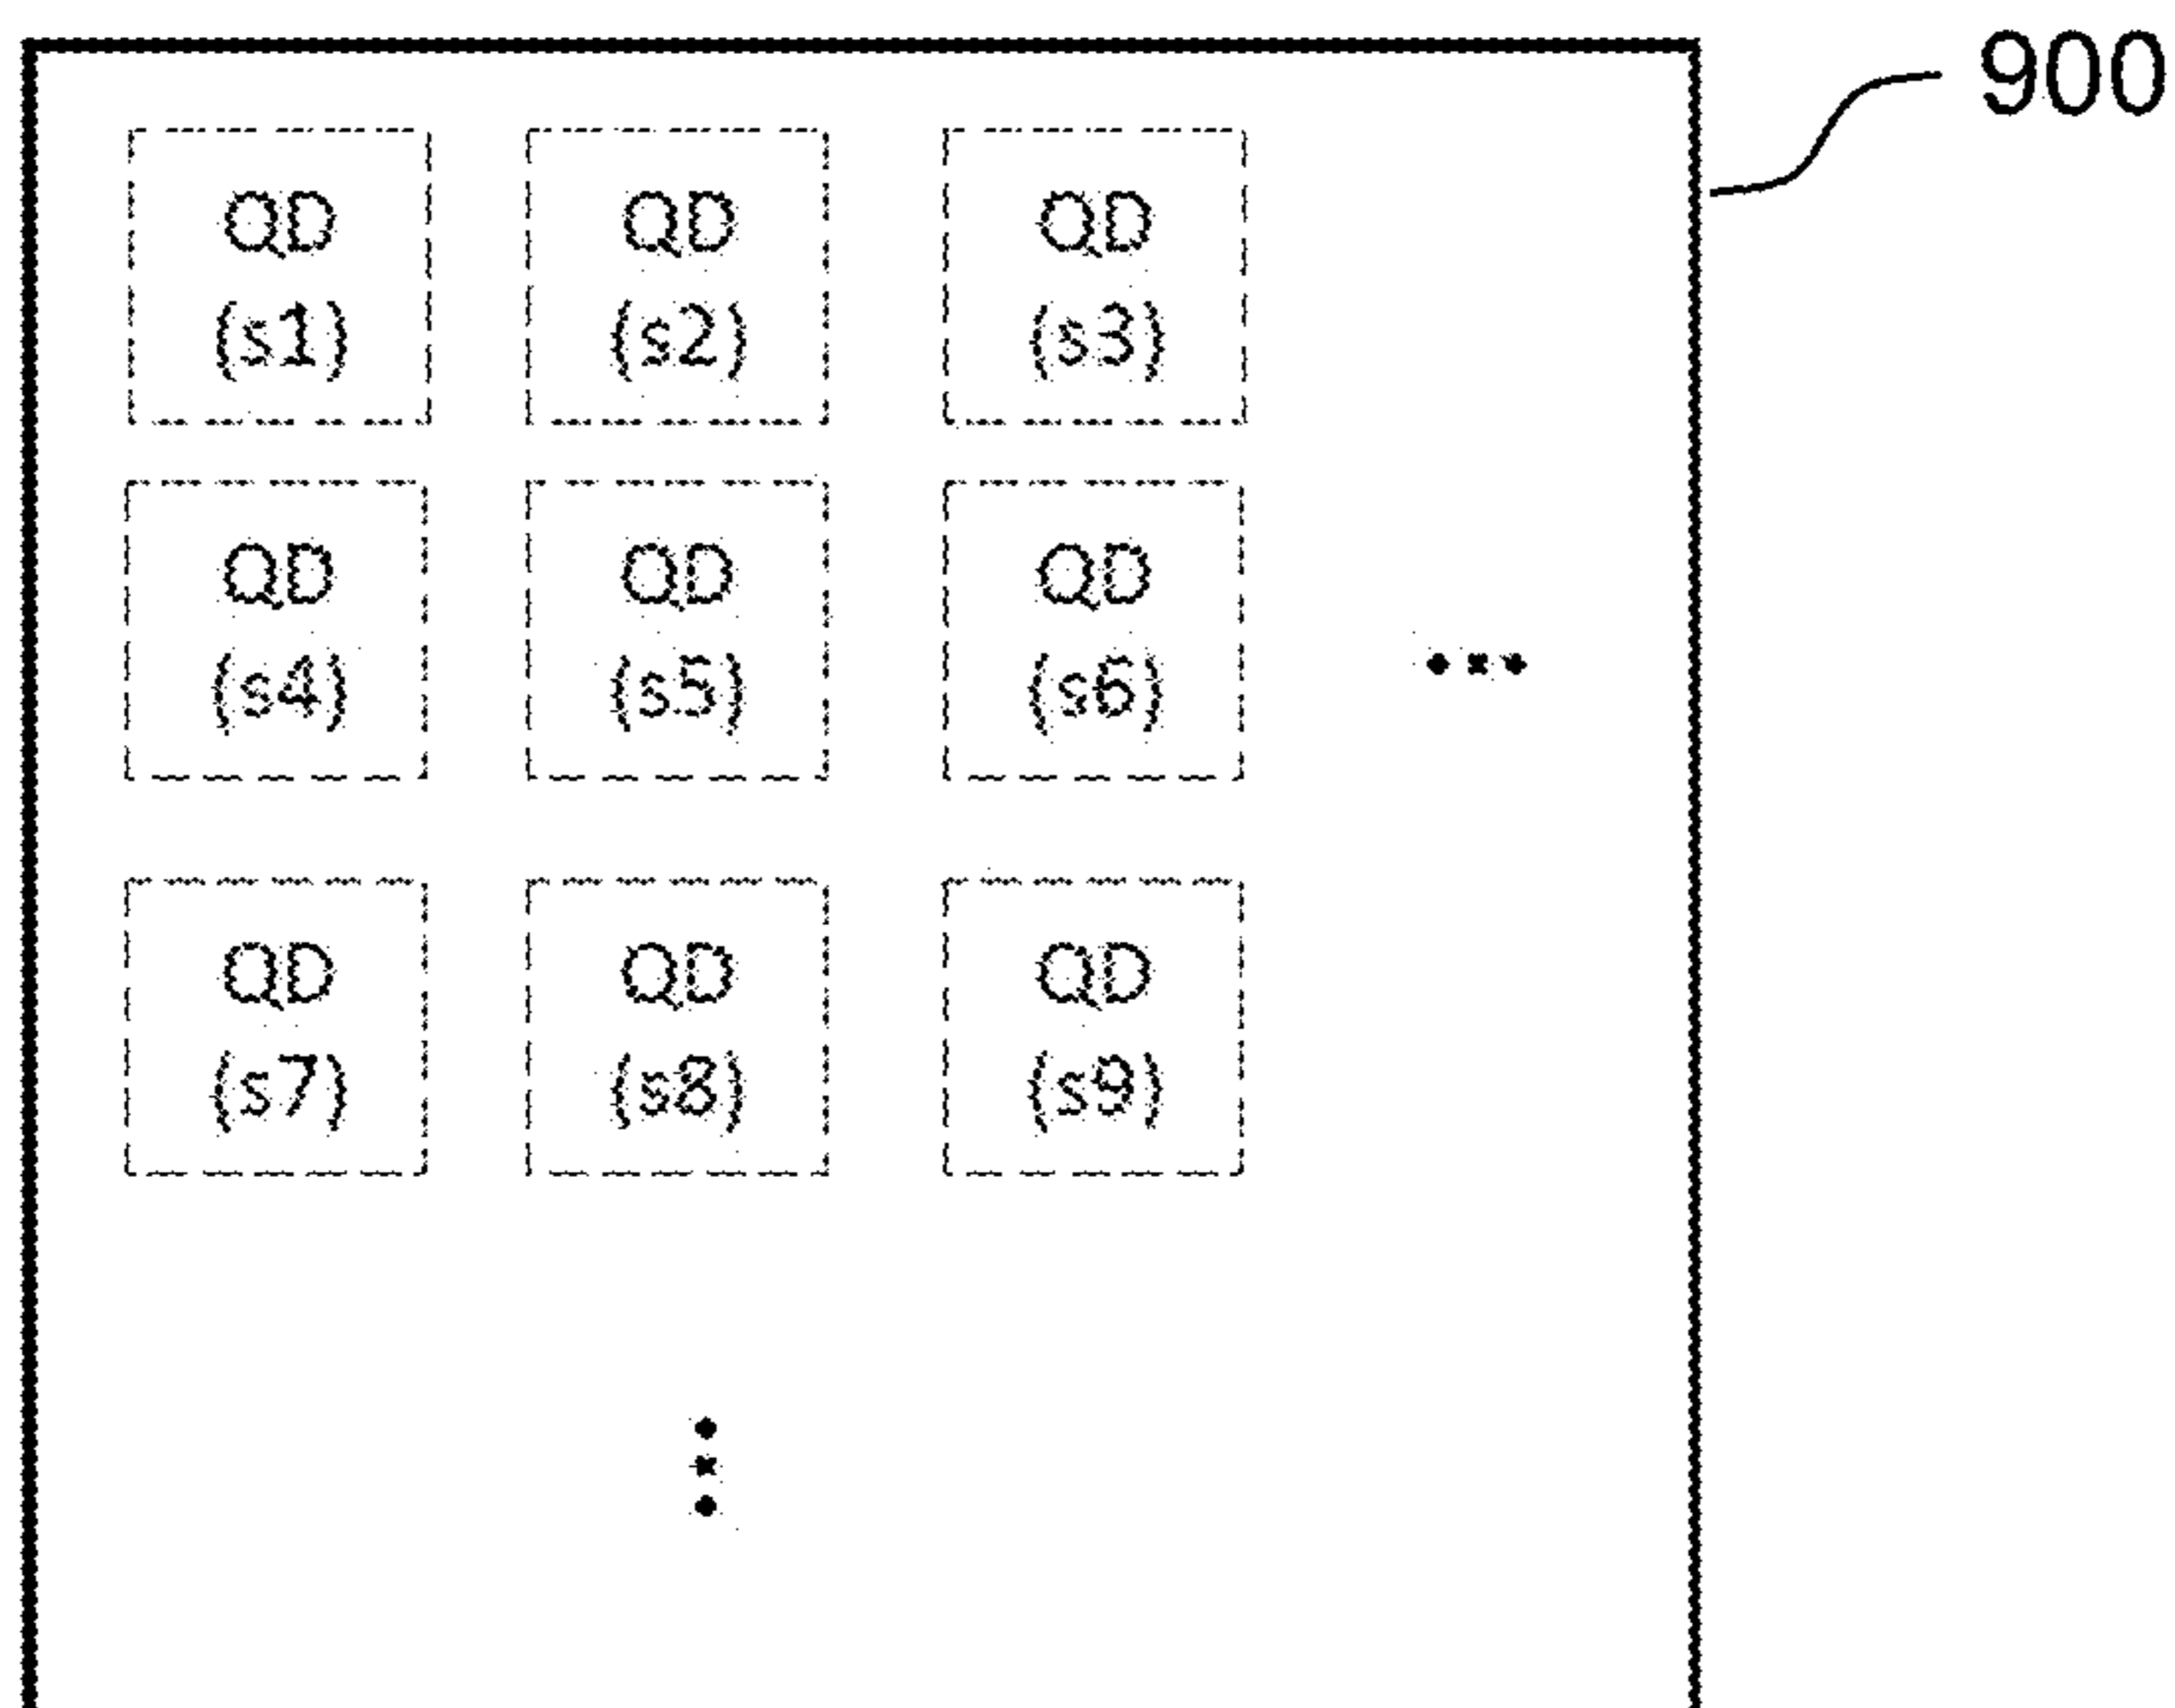 900
QD
(s1)
QD
(s2)
QD
(s3)
QD
(s4)
QD
(s5)
QD
(s6)
QD
(s7)
QD
(s8)
QD
(s9)